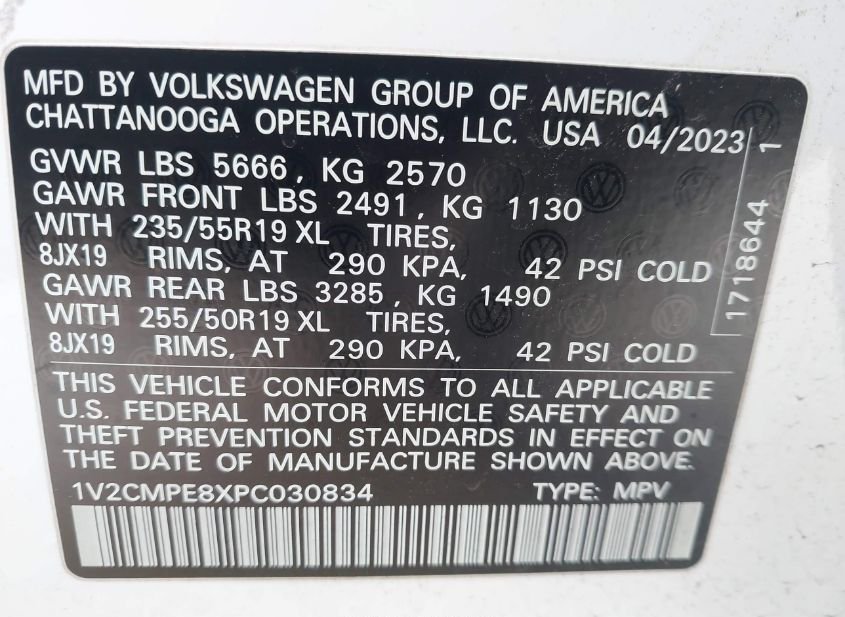 MFD BY VOLKSWAGEN GROUP OF AMERICA
CHATTANOOGA OPERATIONS, LLC. USA 04/2023
GVWR LBS 5666, KG 2570
GAWR FRONT LBS 2491, KG 1130
WITH 235/55R19 XL TIRES,
8JX19 RIMS, AT 290 KPA, 42 PSI COLD
GAWR REAR LBS 3285, KG 1490
WITH 255/50R19 XL TIRES,
8JX19 RIMS, AT 290 KPA, 42 PSI COLD
THIS VEHICLE CONFORMS TO ALL APPLICABLE
U.S. FEDERAL MOTOR VEHICLE SAFETY AND
THEFT PREVENTION STANDARDS IN EFFECT ON
THE DATE OF MANUFACTURE SHOWN ABOVE.
1V2CMPE8XPC030834 TYPE: MPV
1718644 1